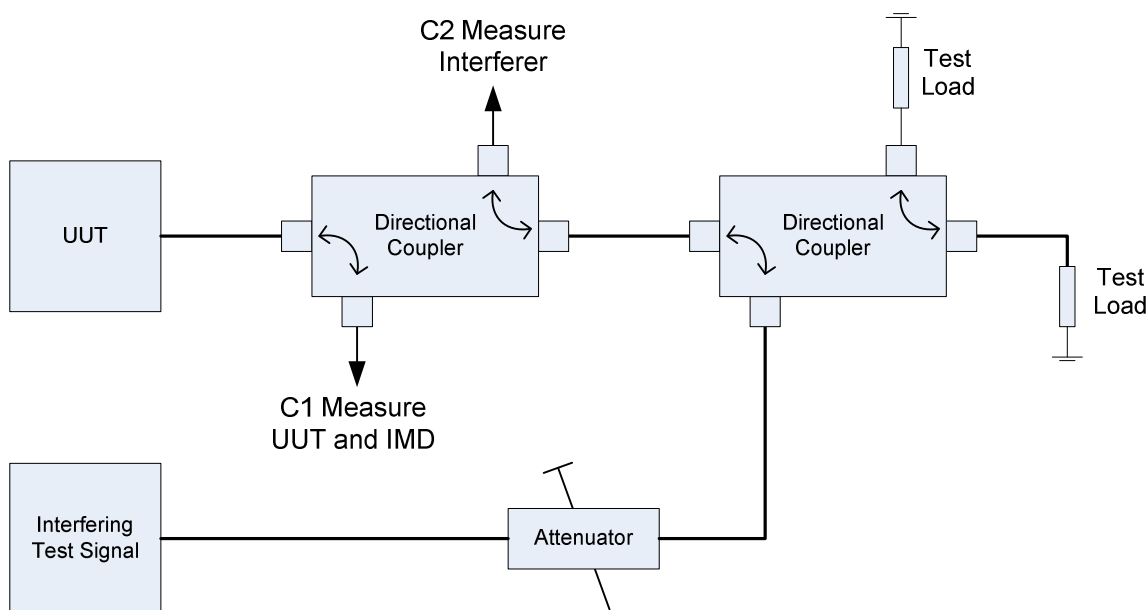 C2 Measure
Interferer
Test
Load
UUT
Directional
Coupler
Directional
Coupler
Test
Load
C1 Measure
UUT and IMD
Interfering
Test Signal
Attenuator